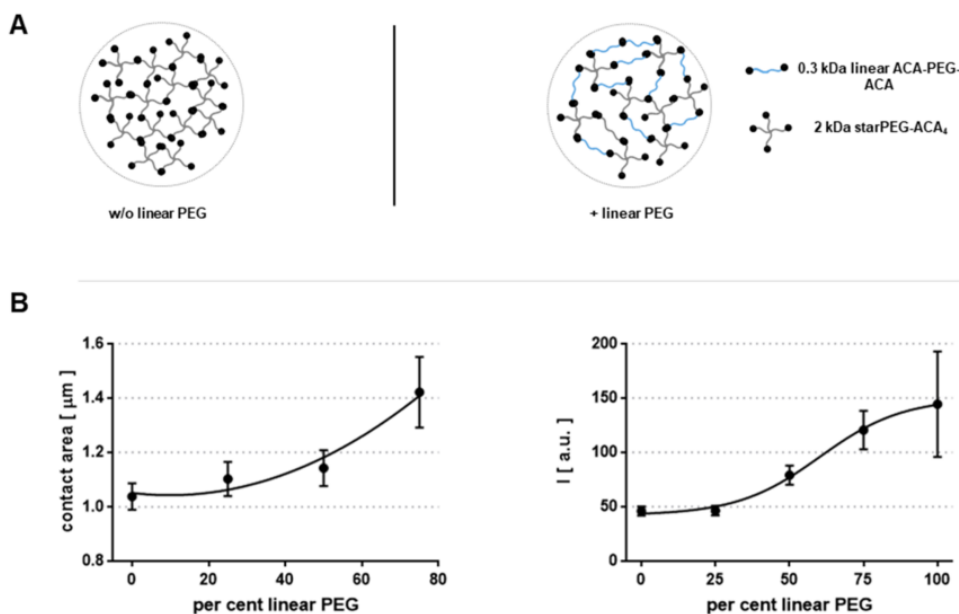 A
0.3 kDa linear ACA-PEG-
ACA
2 kDa starPEG-ACA₄
w/o linear PEG
+ linear PEG
B
1.6
1.4
1.2
1.0
0.8
contact area [ µm ]
0
20
40
60
80
per cent linear PEG
200
150
100
50
0
I [ a.u. ]
0
25
50
75
100
per cent linear PEG